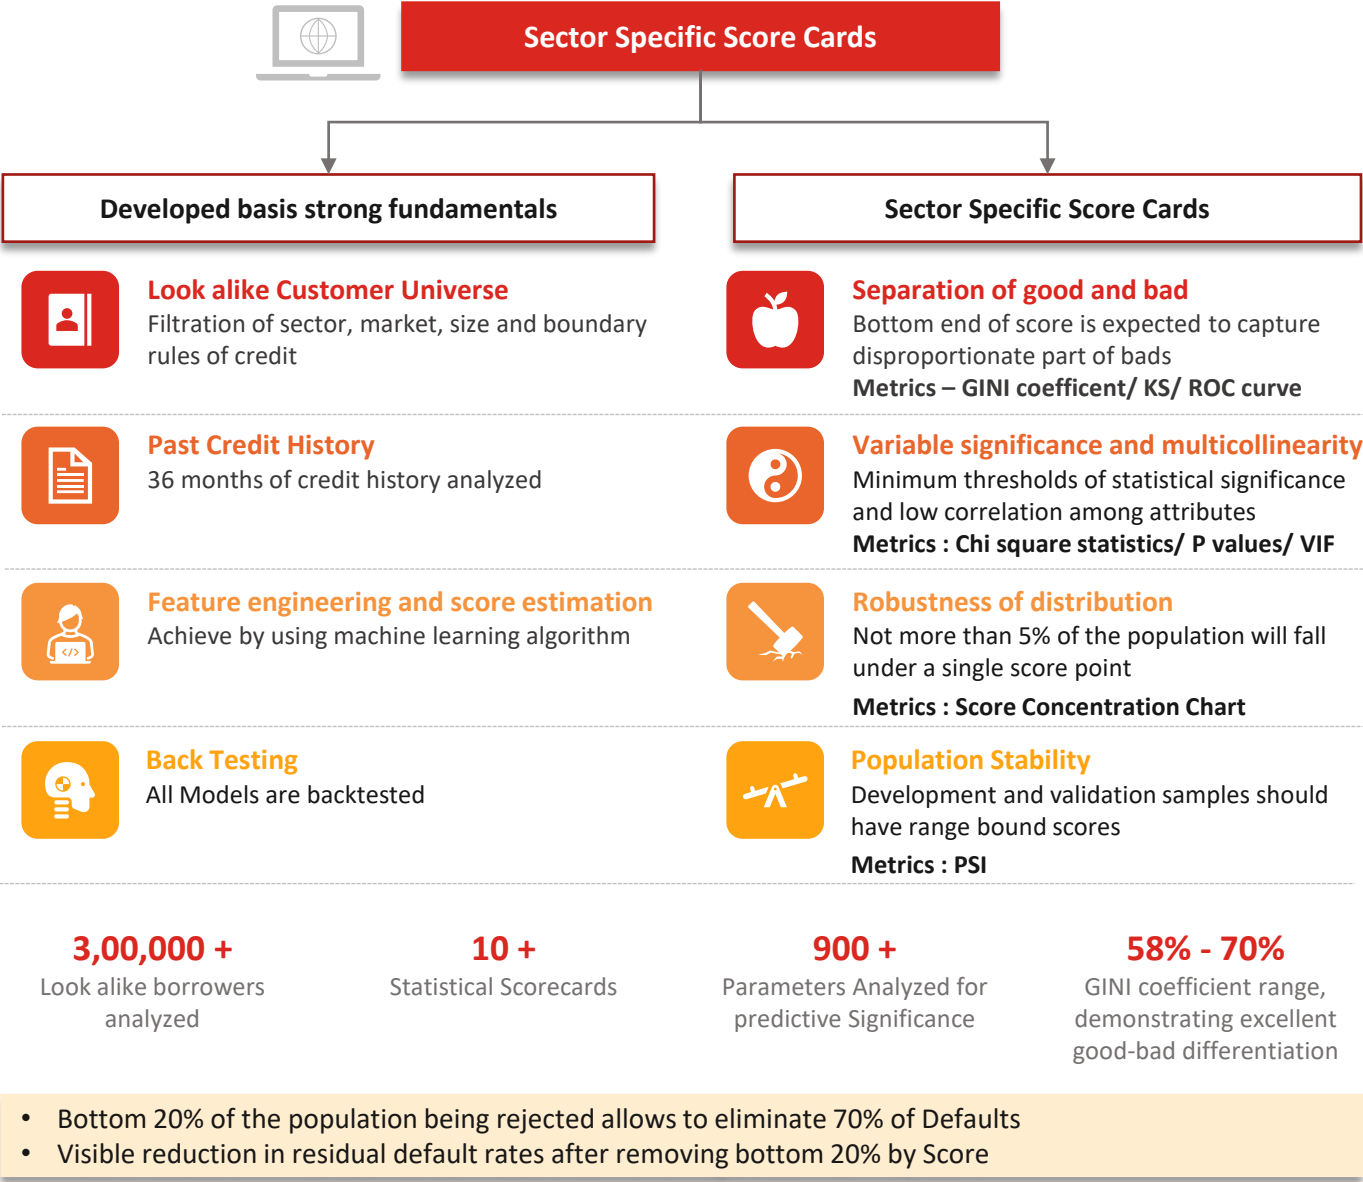 Sector Specific Score Cards
Developed basis strong fundamentals
Look alike Customer Universe
Filtration of sector, market, size and boundary
rules of credit
Past Credit History
36 months of credit history analyzed
Feature engineering and score estimation
Achieve by using machine learning algorithm
Back Testing
All Models are backtested
Sector Specific Score Cards
Separation of good and bad
Bottom end of score is expected to capture
disproportionate part of bads
Metrics – GINI coefficent/ KS/ ROC curve
Variable significance and multicollinearity
Minimum thresholds of statistical significance
and low correlation among attributes
Metrics : Chi square statistics/ P values/ VIF
Robustness of distribution
Not more than 5% of the population will fall
under a single score point
Metrics : Score Concentration Chart
Population Stability
Development and validation samples should
have range bound scores
Metrics : PSI
3,00,000 +
Look alike borrowers
analyzed
10 +
Statistical Scorecards
900 +
Parameters Analyzed for
predictive Significance
58% - 70%
GINI coefficient range,
demonstrating excellent
good-bad differentiation
• Bottom 20% of the population being rejected allows to eliminate 70% of Defaults
• Visible reduction in residual default rates after removing bottom 20% by Score